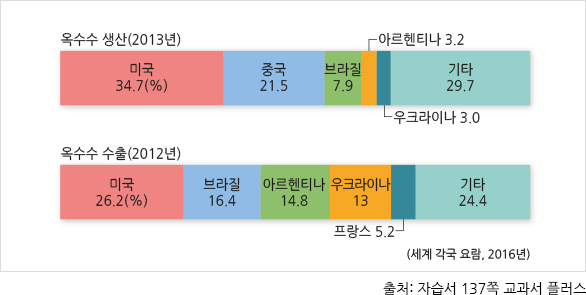 옥수수 생산(2013년)
아르헨티나 3.2
미국 중국 브라질 기타
34.7(%) 21.5 7.9 29.7
우크라이나 3.0
옥수수 수출(2012년)
미국 브라질 아르헨티나 우크라이나 기타
26.2(%) 16.4 14.8 13 24.4
프랑스 5.2
(세계 각국 요람, 2016년)
출처: 자습서 137쪽 교과서 플러스